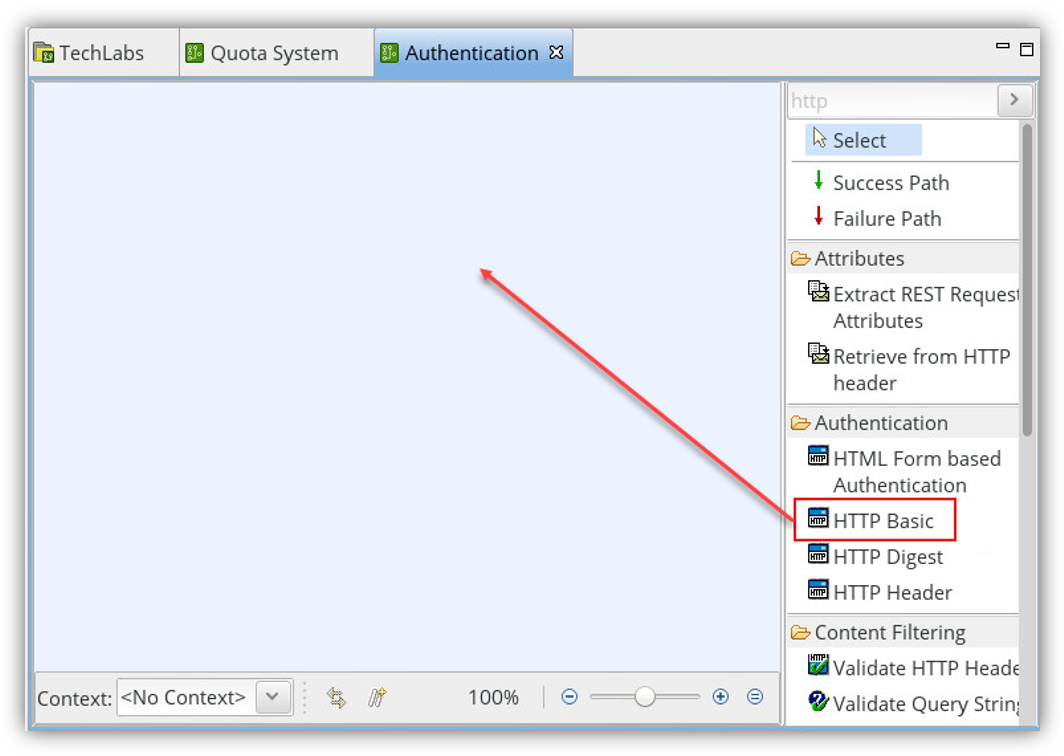 TechLabs
Quota System
Authentication
http
Select
Success Path
Failure Path
Attributes
Extract REST Request
Attributes
Retrieve from HTTP
header
Authentication
HTML Form based
Authentication
HTTP Basic
HTTP Digest
HTTP Header
Content Filtering
Validate HTTP Heade
Validate Query String
Context: <No Context>
100%